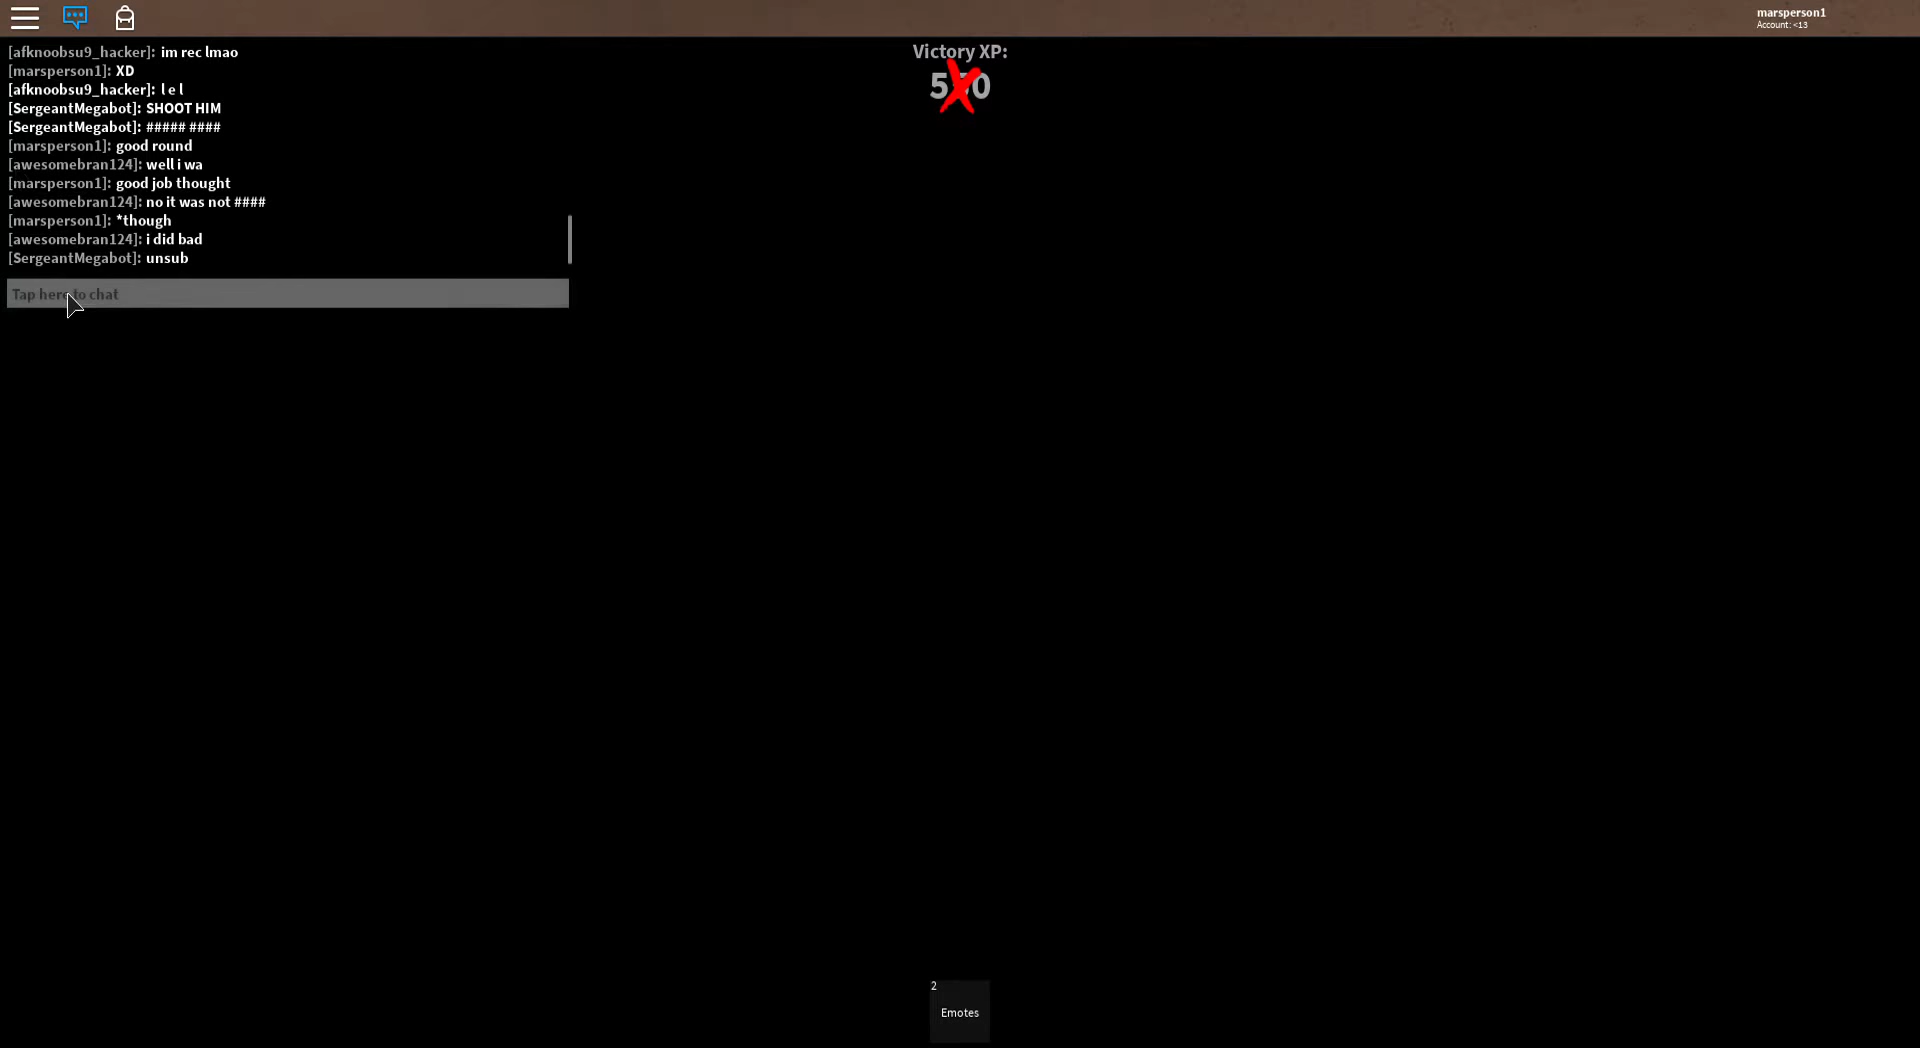 marsperson1
Account: <13
[afknoobsu9_hacker]: im rec lmao
[marsperson1]: XD
[afknoobsu9_hacker]: l e l
[SergeantMegabot]: SHOOT HIM
[SergeantMegabot]: ##### ####
[marsperson1]: good round
[awesomebran124]: well i wa
[marsperson1]: good job thought
[awesomebran124]: no it was not ####
[marsperson1]: *though
[awesomebran124]: i did bad
[SergeantMegabot]: unsub
Tap here to chat
Victory XP:
2
Emotes